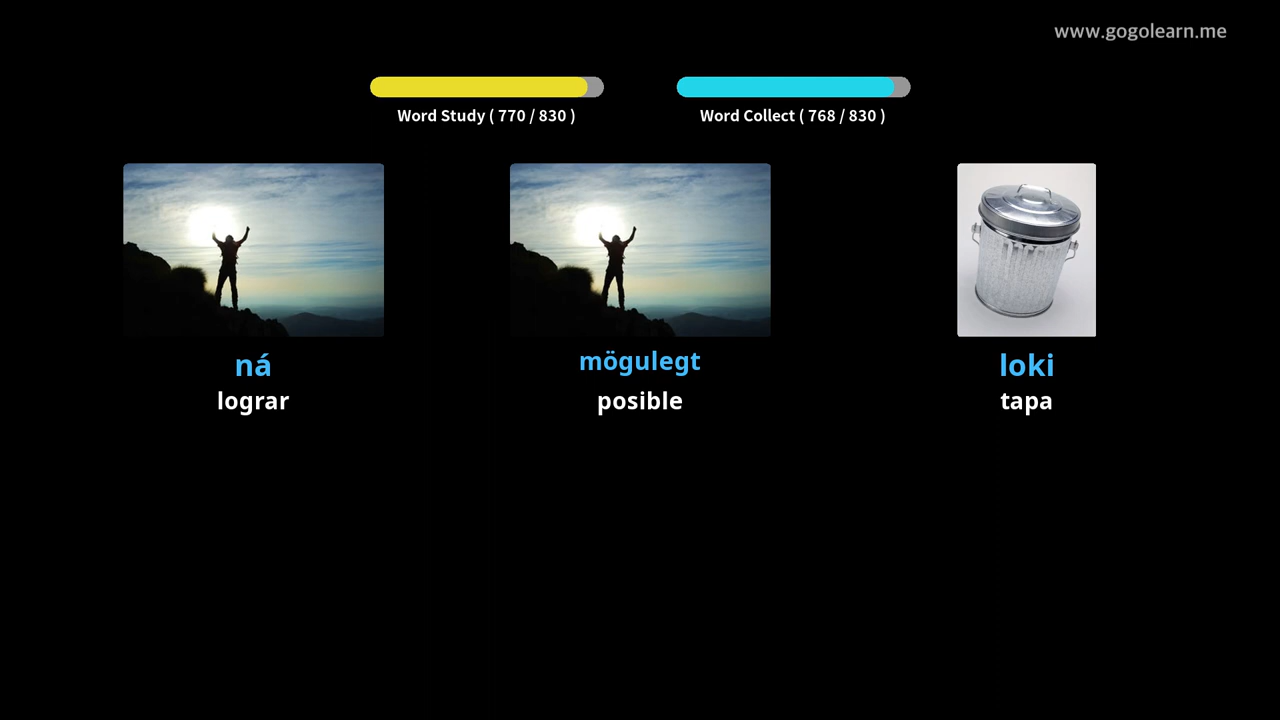 www.gogolearn.me
Word Study ( 770 / 830 )
Word Collect ( 768 / 830 )
ná
lograr
mögulegt
posible
loki
tapa